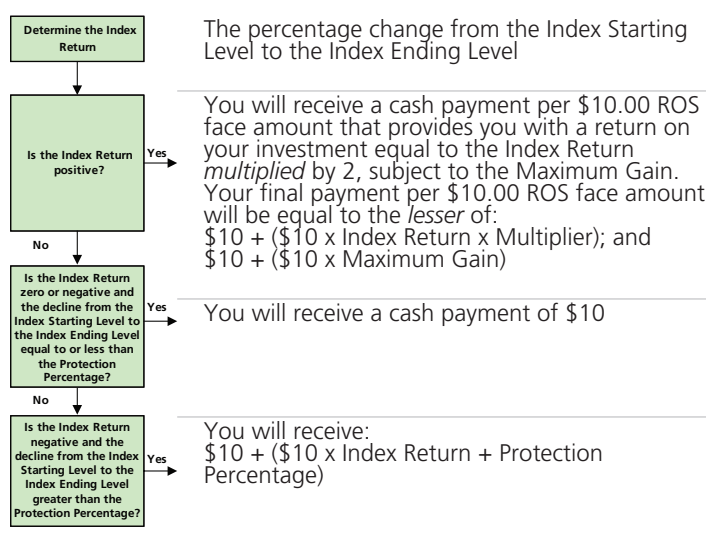 Determine the Index
Return
The percentage change from the Index Starting
Level to the Index Ending Level
Is the Index Return
positive?
Yes
You will receive a cash payment per $10.00 ROS
face amount that provides you with a return on
your investment equal to the Index Return
multiplied by 2, subject to the Maximum Gain.
Your final payment per $10.00 ROS face amount
will be equal to the lesser of:
$10 + ($10 x Index Return x Multiplier); and
$10 + ($10 x Maximum Gain)
No
Is the Index Return
zero or negative and
the decline from the
Index Starting Level to
the Index Ending Level
equal to or less than
the Protection
Percentage?
Yes
You will receive a cash payment of $10
No
Is the Index Return
negative and the
decline from the Index
Starting Level to the
Index Ending Level
greater than the
Protection Percentage?
Yes
You will receive:
$10 + ($10 x Index Return + Protection
Percentage)